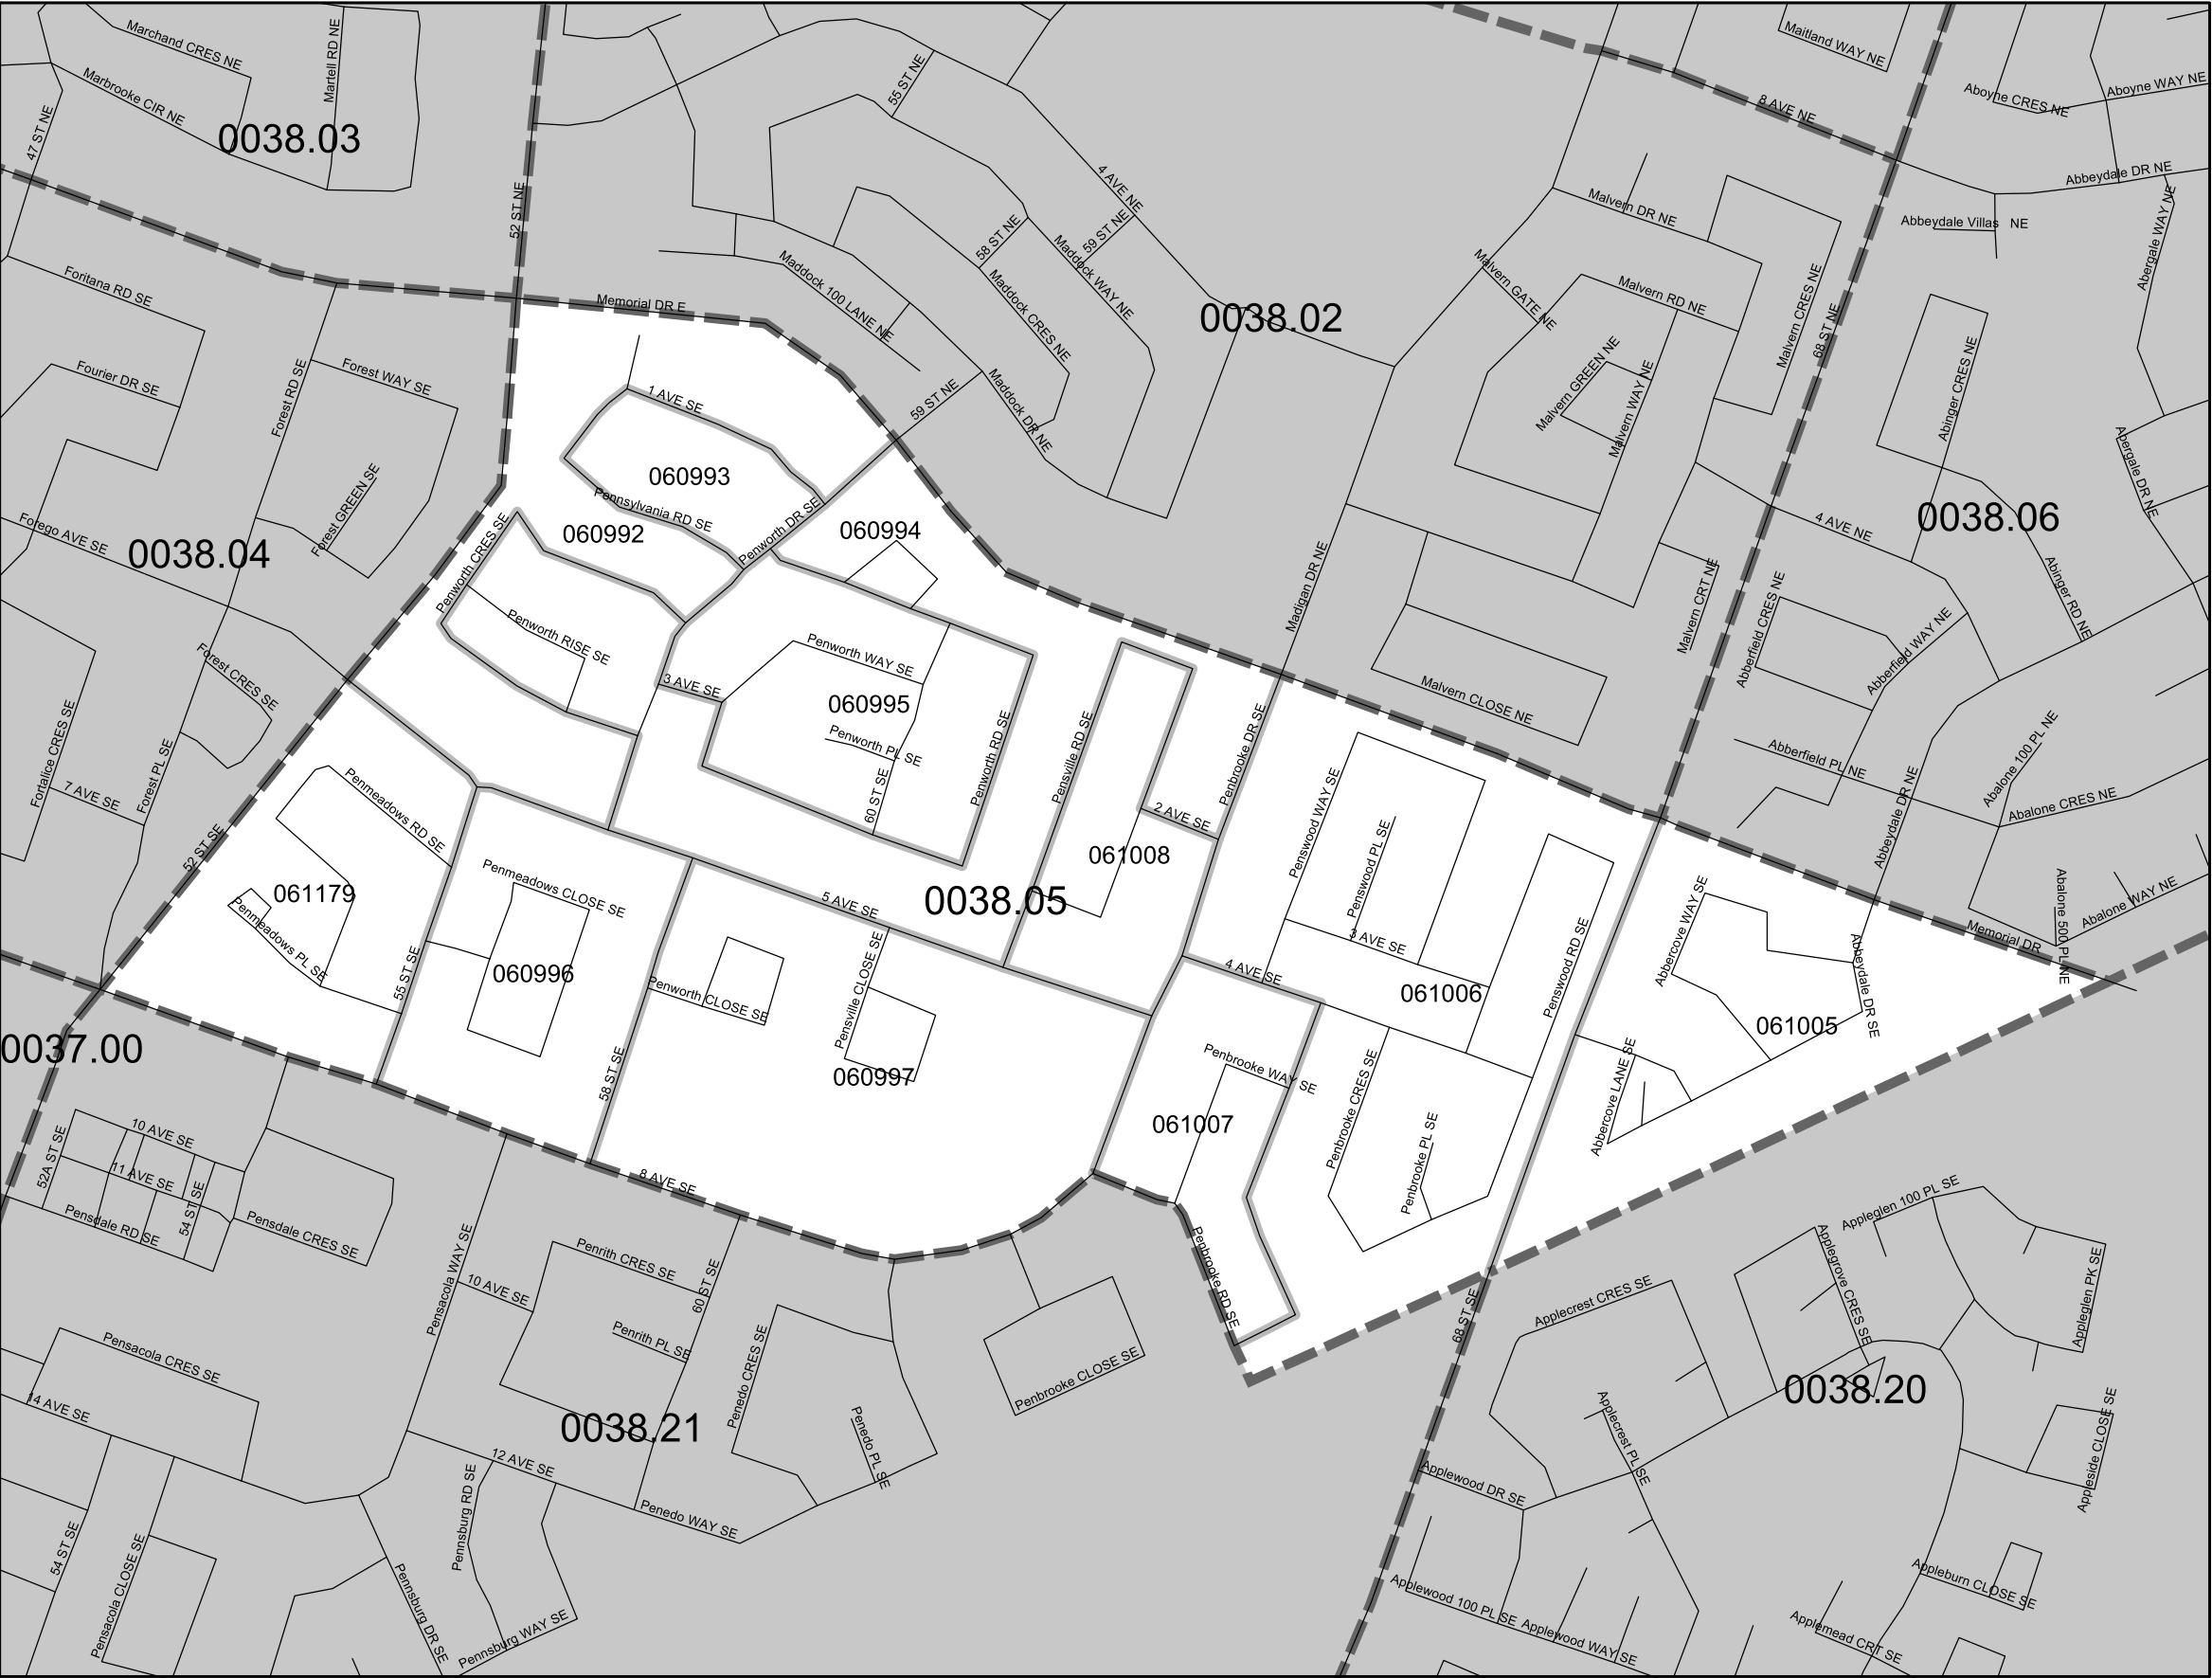 Marchand CRES NE
Martell RD NE
Marbrooke CIR NE
47 ST NE
0038.03
52 ST NE
55 ST NE
4 AVE NE
58 ST NE
59 ST NE
Maddock WAY NE
Maddock CRES NE
Maddock 100 LANE NE
Maddock DR NE
59 ST NE
0038.02
Maitland WAY NE
8 AVE NE
Aboyne CRES NE
Aboyne WAY NE
Abbeydale DR NE
Abbeydale Villas NE
Abergale WAY NE
Malvern DR NE
Malvern GATE NE
Malvern RD NE
Malvern CRES NE
Malvern GREEN NE
Malvern WAY NE
68 ST NE
Abinger CRES NE
Abergale DR NE
0038.06
4 AVE NE
Abinger RD NE
Abberfield CRES NE
Abberfield WAY NE
Malvern CRT NE
Madigan DR NE
Malvern CLOSE NE
Abberfield PL NE
Abbeydale DR NE
Abalone 100 PL NE
Abalone CRES NE
Abalone 500 PL NE
Abalone WAY NE
Memorial DR
Foritana RD SE
Fourier DR SE
Forest RD SE
Forest WAY SE
Forest GREEN SE
Forego AVE SE
0038.04
Forest CRES SE
Fortalice CRES SE
7 AVE SE
Forest PL SE
52 ST SE
Memorial DR E
1 AVE SE
060993
Pennsylvania RD SE
060992
Penworth DR SE
060994
Penworth CRES SE
Penworth RISE SE
3 AVE SE
Penworth WAY SE
060995
Penworth PL SE
60 ST SE
Penworth RD SE
Pensville RD SE
Penbrooke DR SE
2 AVE SE
061008
Penswood WAY SE
Penswood PL SE
3 AVE SE
4 AVE SE
061006
Penswood RD SE
Abbercove WAY SE
Abbeydale DR SE
061005
Abbercove LANE SE
Penmeadows RD SE
061179
Penmeadows PL SE
55 ST SE
Penmeadows CLOSE SE
060996
5 AVE SE
0038.05
Penworth CLOSE SE
Pensville CLOSE SE
060997
58 ST SE
8 AVE SE
Penbrooke WAY SE
061007
Penbrooke CRES SE
Penbrooke PL SE
Penbrooke RD SE
68 ST SE
0037.00
52A ST SE
10 AVE SE
11 AVE SE
54 ST SE
Pensdale RD SE
Pensdale CRES SE
Pensacola WAY SE
Pensacola CRES SE
14 AVE SE
10 AVE SE
Penrith CRES SE
Penrith PL SE
60 ST SE
0038.21
12 AVE SE
Penedo CRES SE
Penedo PL SE
Penedo WAY SE
Penbrooke CLOSE SE
54 ST SE
Pensacola CLOSE SE
Pennsburg RD SE
Pennsburg DR SE
Pennsburg WAY SE
Applecrest CRES SE
Applegrove CRES SE
Appleglen 100 PL SE
Appleglen PK SE
0038.20
Applecrest PL SE
Appleside CLOSE SE
Applewood DR SE
Applewood 100 PL SE
Applewood WAY SE
Appleburn CLOSE SE
Applemead CRT SE